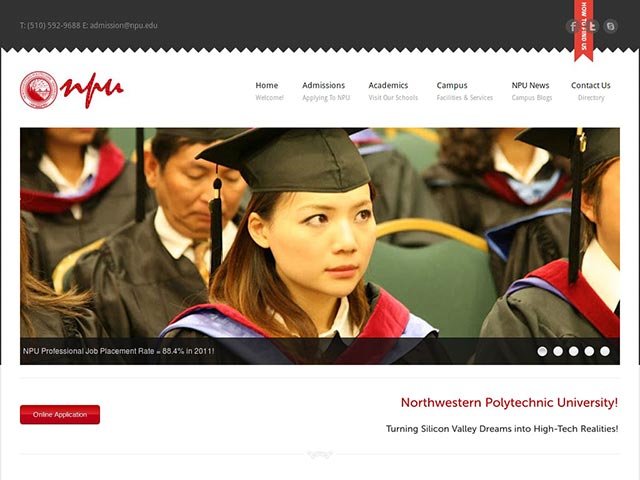 T: (510) 592-9688 E: admission@npu.edu
HOW TO FIND US
npu
Home Admissions Academics Campus NPU News Contact Us
Welcome! Applying To NPU Visit Our Schools Facilities & Services Campus Blogs Directory
NPU Professional Job Placement Rate = 88.4% in 2011!
Northwestern Polytechnic University!
Online Application
Turning Silicon Valley Dreams into High-Tech Realities!